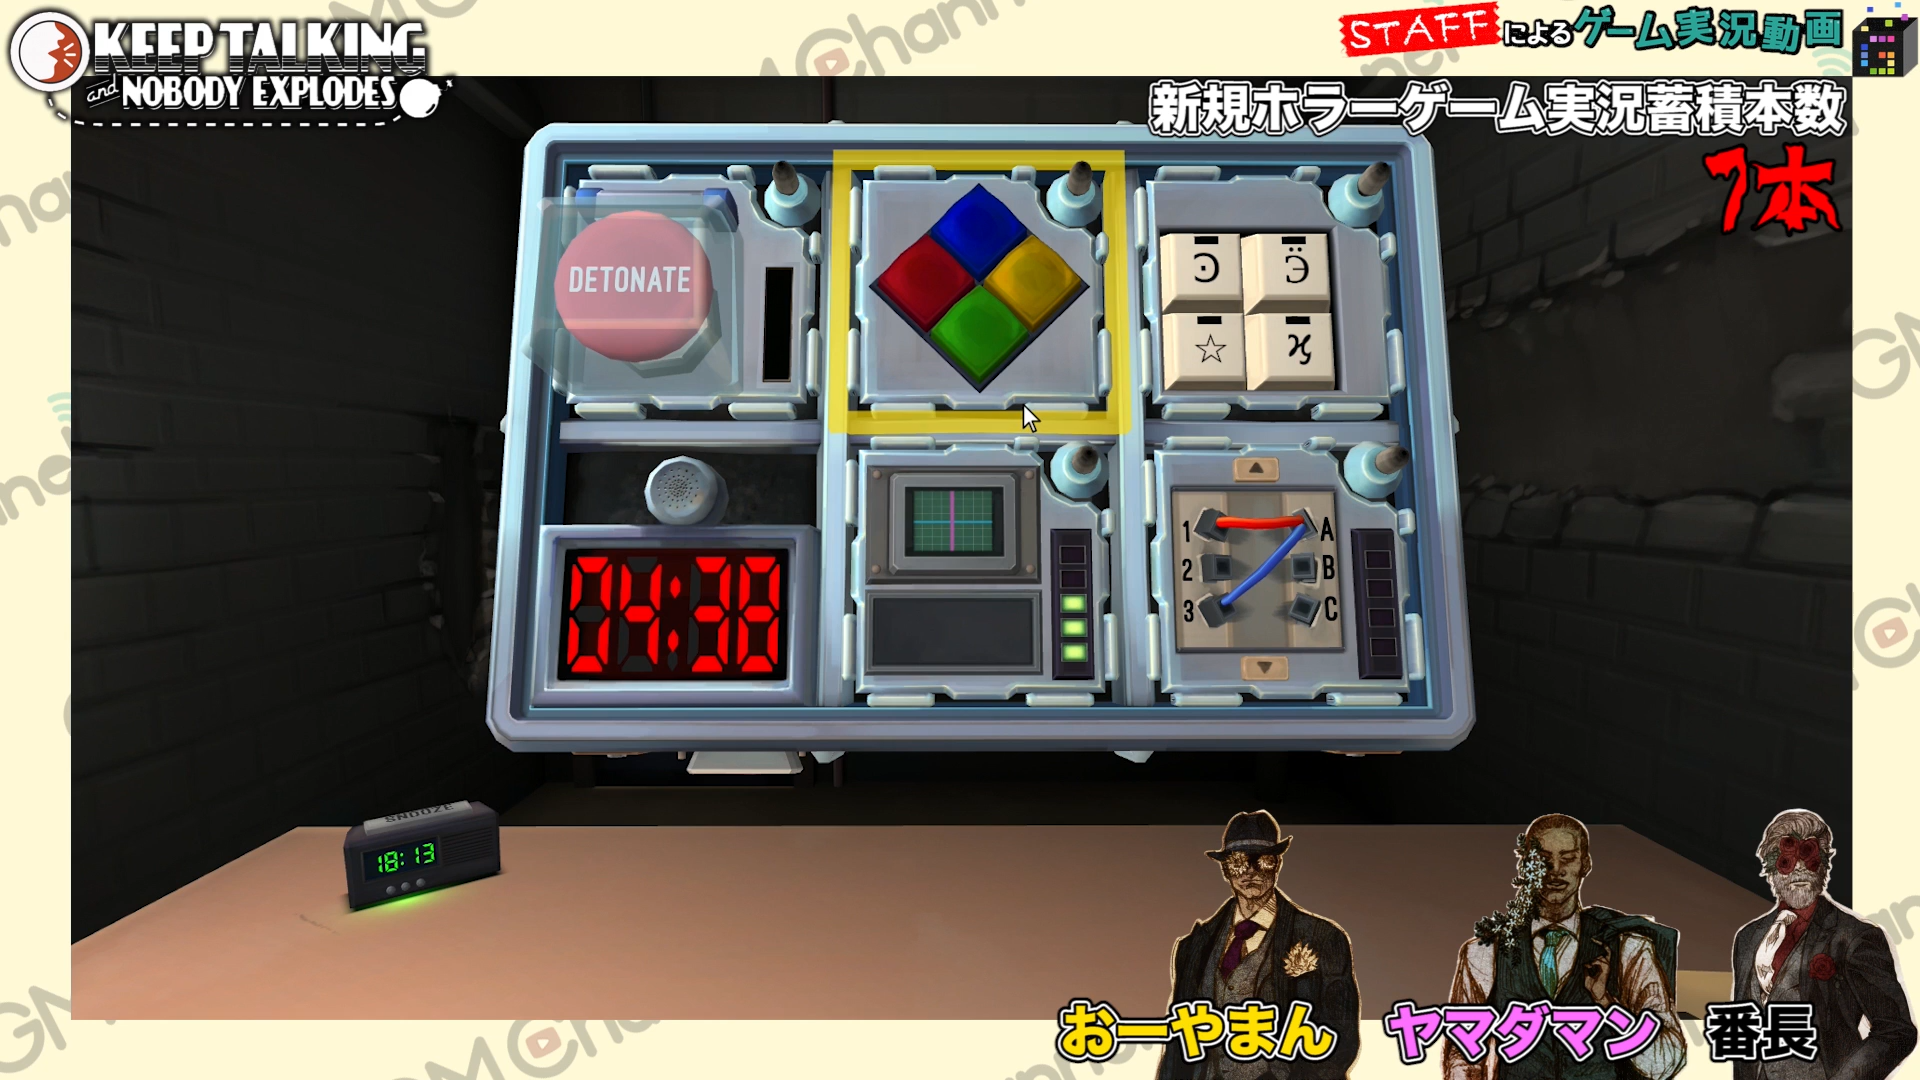 KEEP TALKING
and NOBODY EXPLODES
STAFFによるゲーム実況動画
新規ホラーゲーム実況蓄積本数
7本
DETONATE
04:38
1 A
2 B
3 C
SNOOZE
18:13
おーやまん ヤマダマン 番長